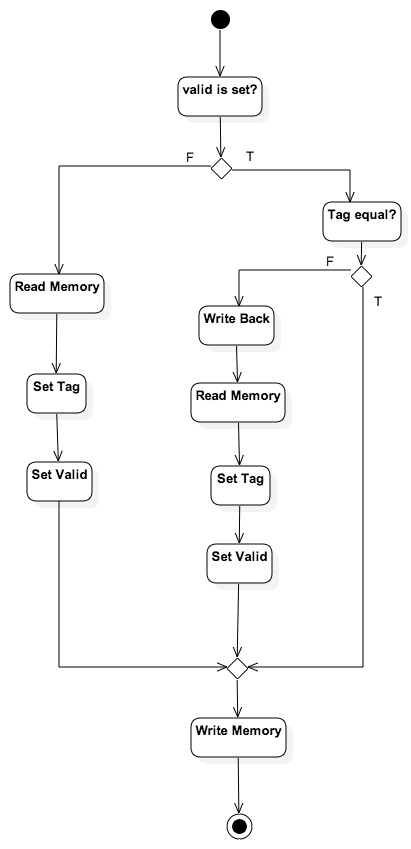 valid is set?
F
T
Tag equal?
F
T
Read Memory
Write Back
Set Tag
Read Memory
Set Valid
Set Tag
Set Valid
Write Memory